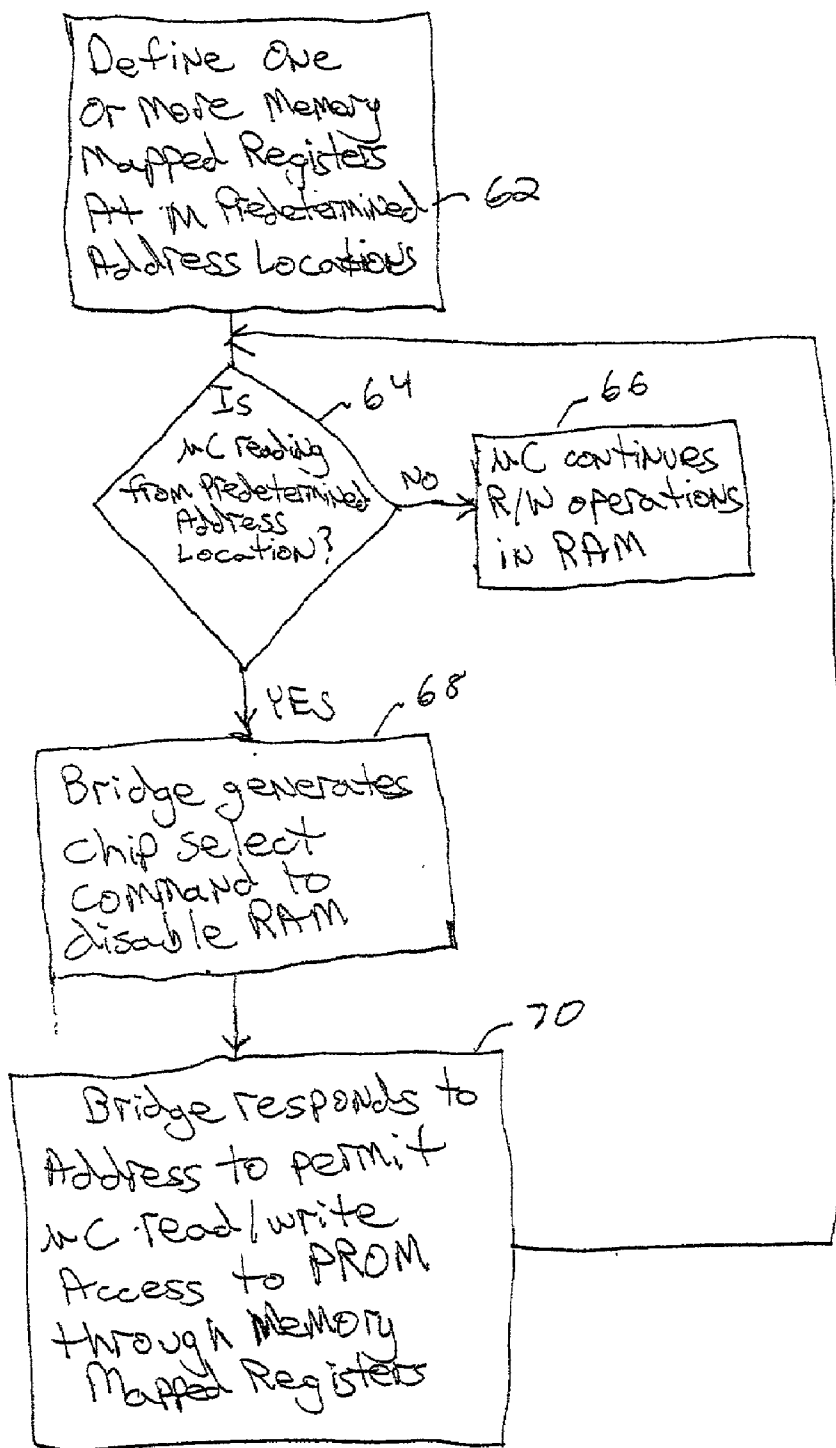 Define One
Or More Memory
Mapped Registers
At M Predetermined
Address Locations
62
Is
64
μC reading
from Predetermined
Address
Location?
NO
66
μC continues
R/W operations
in RAM
YES
68
Bridge generates
chip select
command to
disable RAM
70
Bridge responds to
Address to permit
μC read/write
Access to PROM
through Memory
Mapped Registers